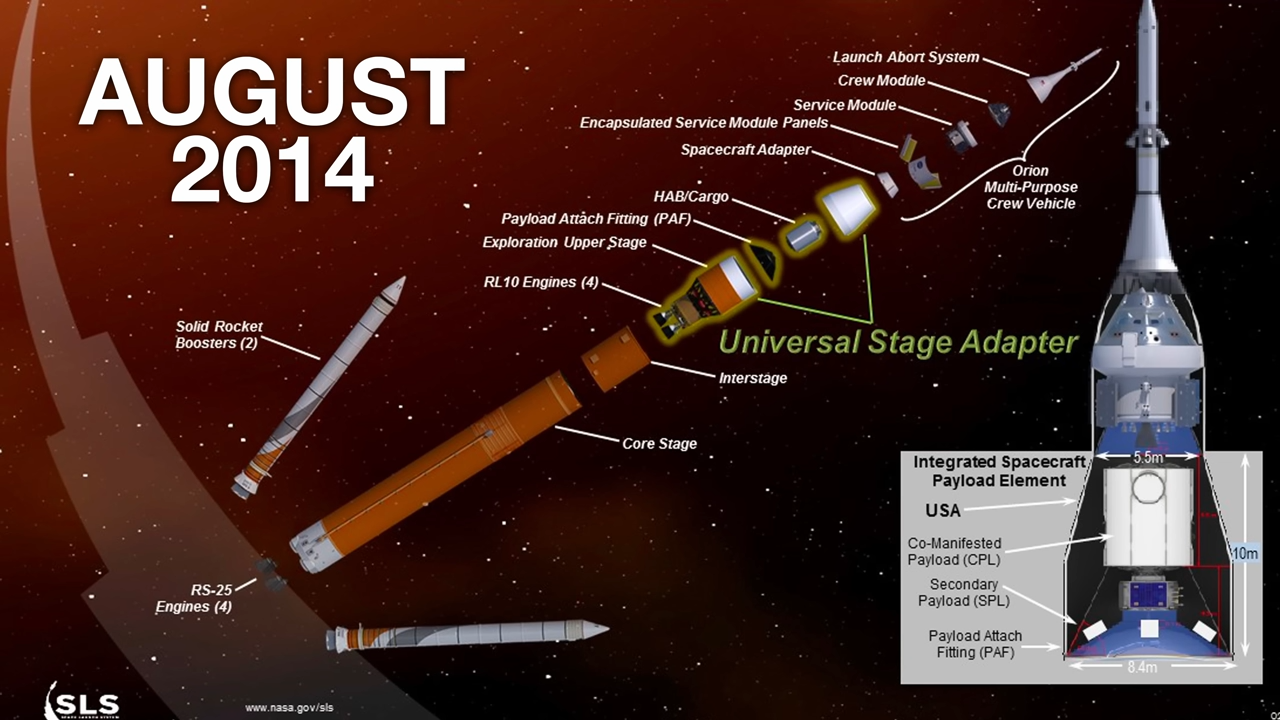 AUGUST
2014
Launch Abort System
Crew Module
Service Module
Encapsulated Service Module Panels
Spacecraft Adapter
Orion
Multi-Purpose
Crew Vehicle
HAB/Cargo
Payload Attach Fitting (PAF)
Exploration Upper Stage
RL10 Engines (4)
Solid Rocket
Boosters (2)
Universal Stage Adapter
Interstage
Core Stage
RS-25
Engines (4)
5.5m
Integrated Spacecraft
Payload Element
USA
Co-Manifested
Payload (CPL)
10m
Secondary
Payload (SPL)
Payload Attach
Fitting (PAF)
8.4m
SLS
SPACE LAUNCH SYSTEM
www.nasa.gov/sls